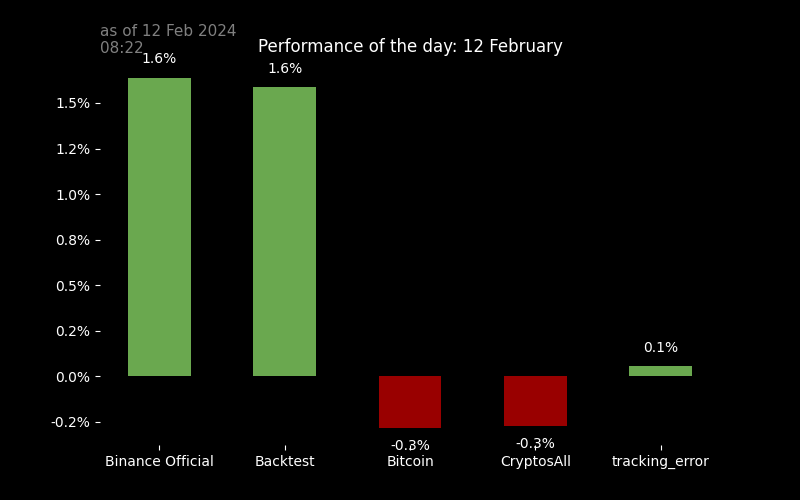 as of 12 Feb 2024
08:22
Performance of the day: 12 February
1.6%
1.6%
1.5%
1.2%
1.0%
0.8%
0.5%
0.2%
0.1%
0.0%
-0.2%
-0.3%
-0.3%
Binance Official
Backtest
Bitcoin
CryptosAll
tracking_error